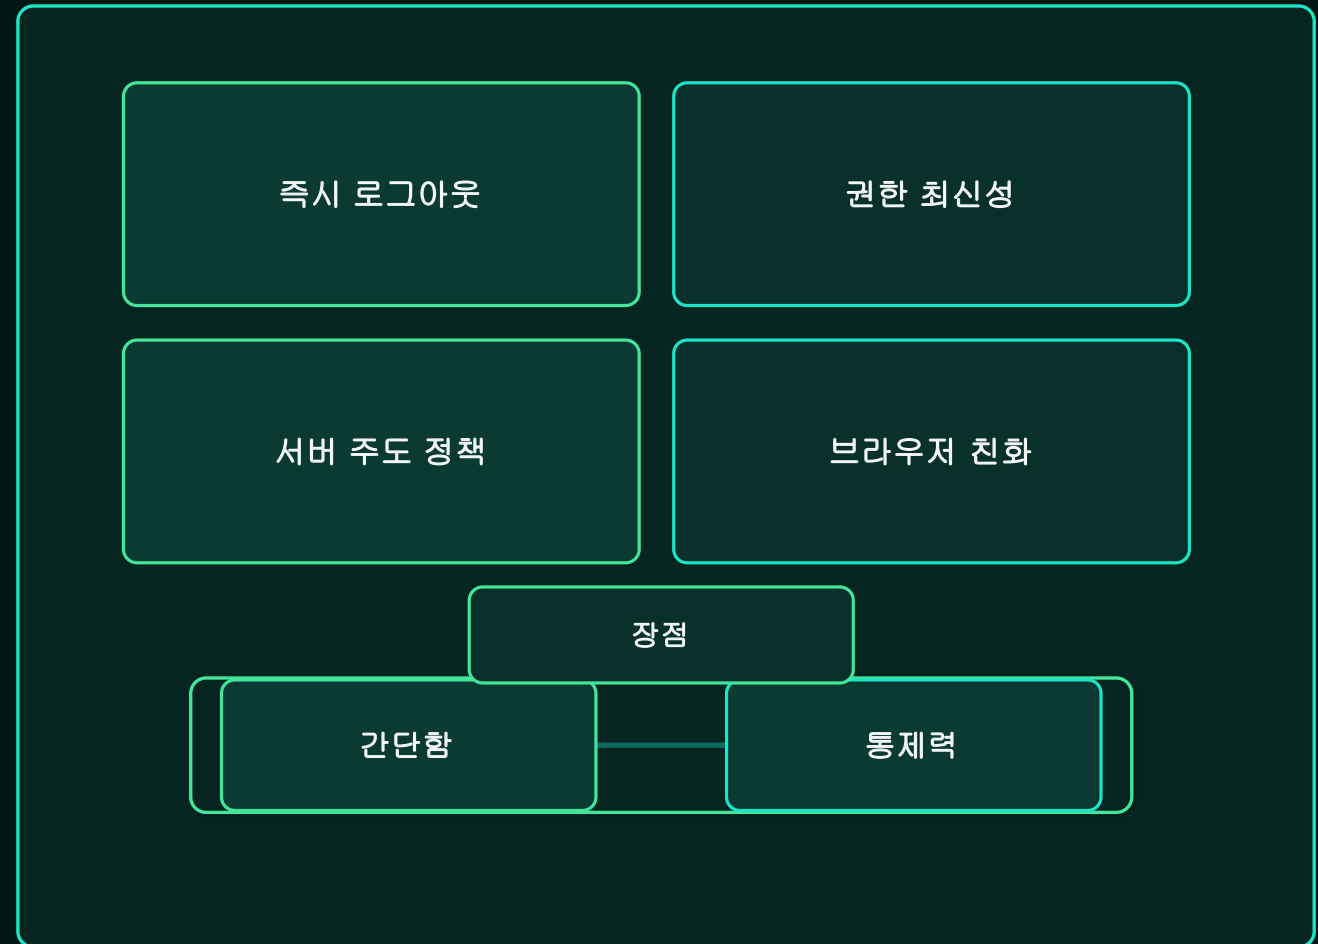 즉시 로그아웃
권한 최신성
서버 주도 정책
브라우저 친화
장점
간단함
통제력